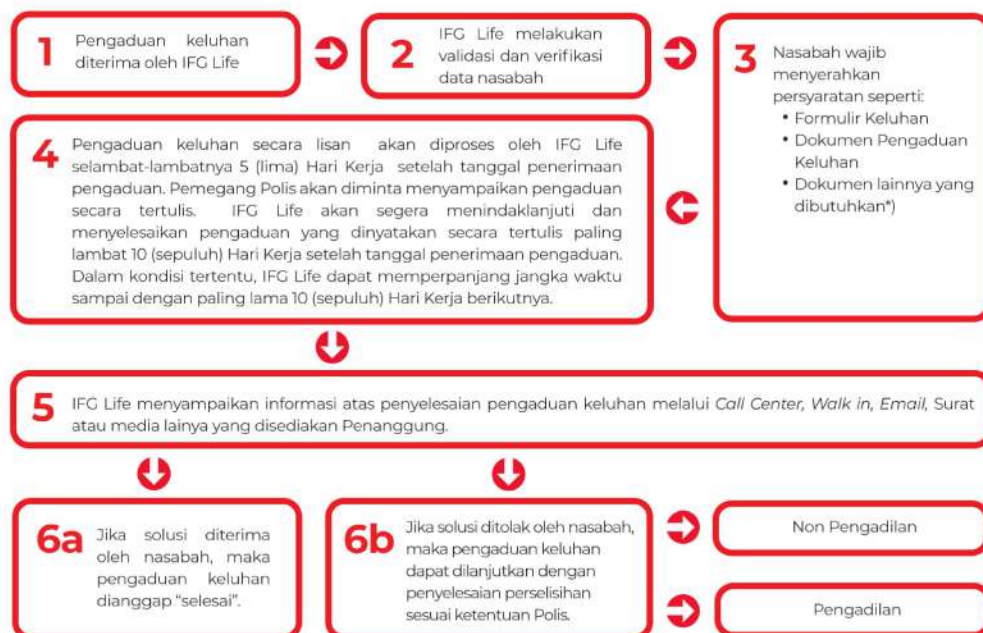 1
Pengaduan keluhan
diterima oleh IFG Life
2
IFG Life melakukan
validasi dan verifikasi
data nasabah
3
Nasabah wajib
menyerahkan
persyaratan seperti:
• Formulir Keluhan
• Dokumen Pengaduan
Keluhan
• Dokumen lainnya yang
dibutuhkan*)
4
Pengaduan keluhan secara lisan akan diproses oleh IFG Life
selambat-lambatnya 5 (lima) Hari Kerja setelah tanggal penerimaan
pengaduan. Pemegang Polis akan diminta menyampaikan pengaduan
secara tertulis. IFG Life akan segera menindaklanjuti dan
menyelesaikan pengaduan yang dinyatakan secara tertulis paling
lambat 10 (sepuluh) Hari Kerja setelah tanggal penerimaan pengaduan.
Dalam kondisi tertentu, IFG Life dapat memperpanjang jangka waktu
sampai dengan paling lama 10 (sepuluh) Hari Kerja berikutnya.
5
IFG Life menyampaikan informasi atas penyelesaian pengaduan keluhan melalui Call Center, Walk in, Email, Surat
atau media lainya yang disediakan Penanggung.
6a
Jika solusi diterima
oleh nasabah, maka
pengaduan keluhan
dianggap “selesai”.
6b
Jika solusi ditolak oleh nasabah,
maka pengaduan keluhan
dapat dilanjutkan dengan
penyelesaian perselisihan
sesuai ketentuan Polis.
Non Pengadilan
Pengadilan